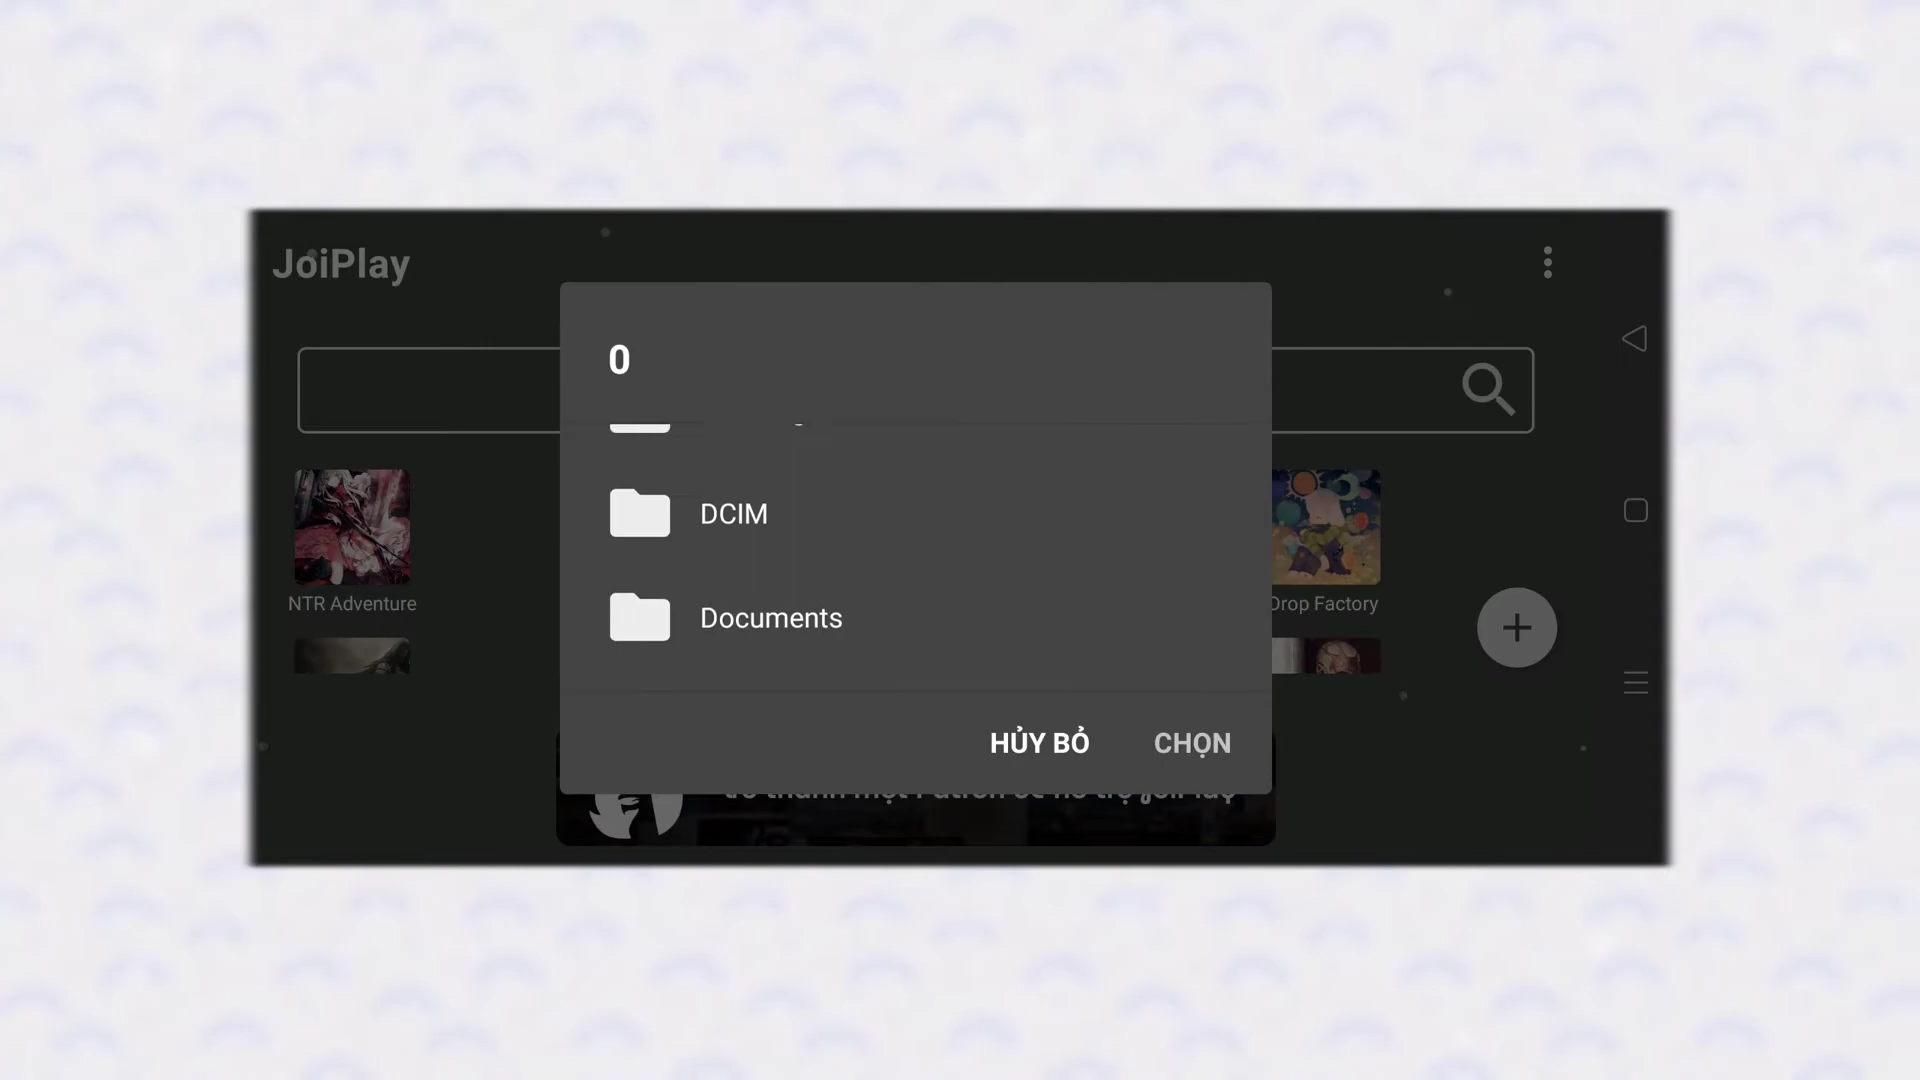 JoiPlay
0
DCIM
Documents
NTR Adventure
Drop Factory
HỦY BỎ
CHỌN